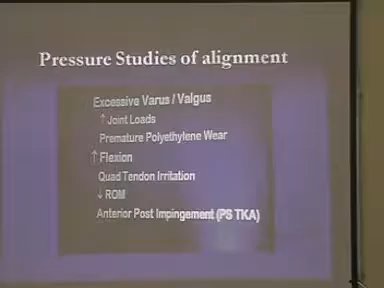 Pressure Studies of alignment
Excessive Varus / Valgus
↑ Joint Loads
Premature Polyethylene Wear
↑ Flexion
Quad Tendon Irritation
↓ ROM
Anterior Post Impingement (PS TKA)